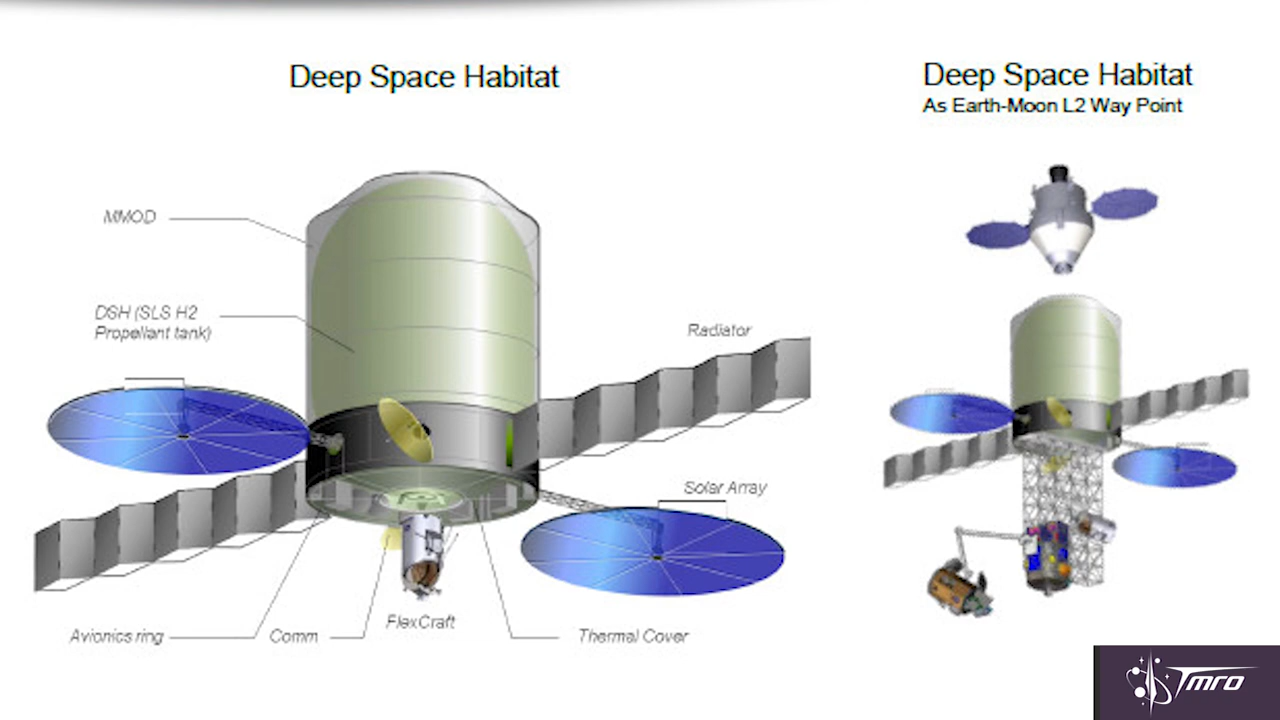 Deep Space Habitat
MMOD
DSH (SLS H2
Propellant tank)
Radiator
Solar Array
Avionics ring
Comm
FlexCraft
Thermal Cover
Deep Space Habitat
As Earth-Moon L2 Way Point
Tmro